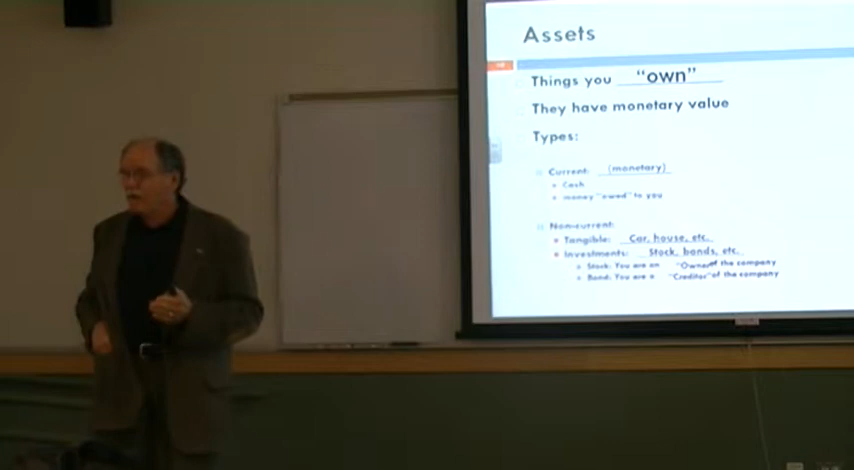 Assets
Things you "own"
They have monetary value
Types:
Current: (monetary)
Cash
money "owed" to you
Non-current:
Tangible: Car, house, etc.
Investments: Stock, bonds, etc.
Stock: You are an "Owner" of the company
Bond: You are a "Creditor" of the company